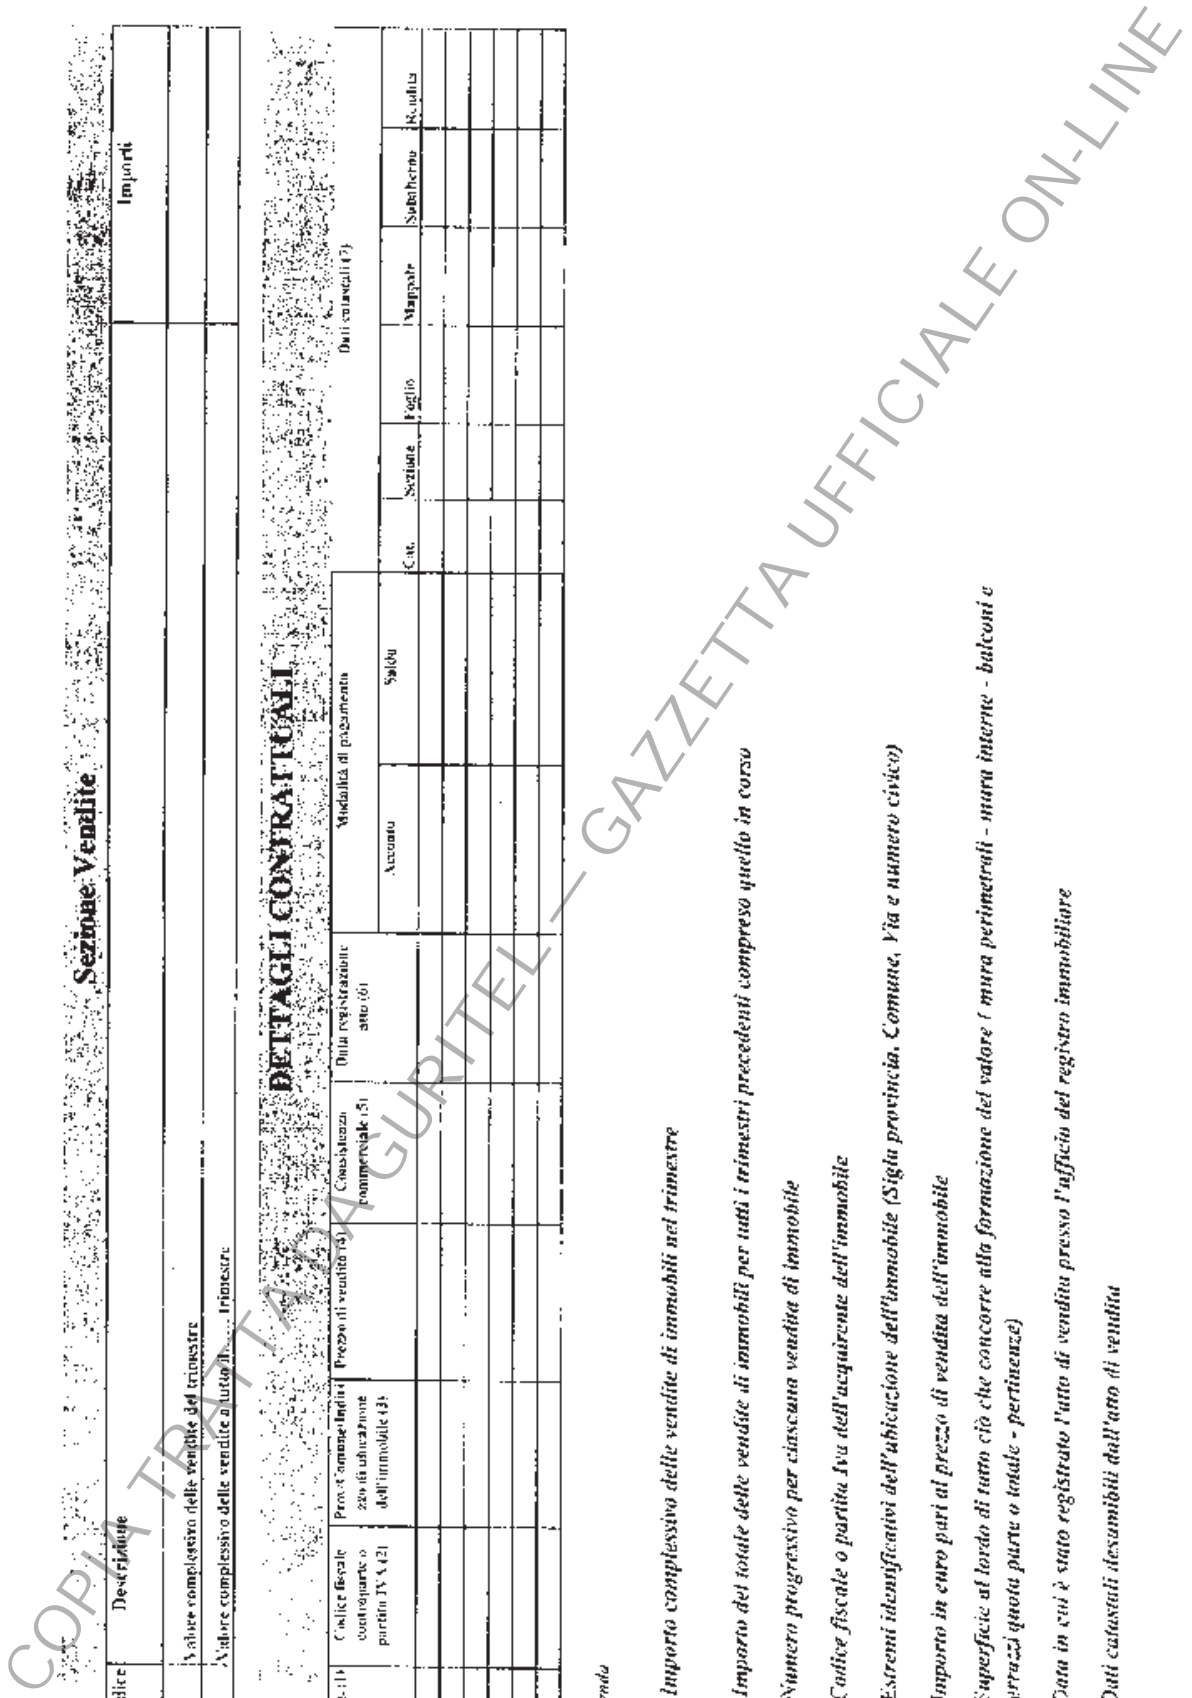 Sezione Vendite
Descrizione
Importi
Valore complessivo delle vendite del trimestre
Valore complessivo delle vendite a tutto il..... trimestre
DETTAGLI CONTRATTUALI
Codice fiscale controparte o partita IVA (2)
Prov/Comune/Indirizzo di ubicazione dell'immobile (3)
Prezzo di vendita (4)
Consistenza commerciale (5)
Data registrazione atto (6)
Modalità di pagamento
Acconto
Saldo
Dati catastali (7)
Cat.
Sezione
Foglio
Mappale
Subalterno
Rendita
Importo complessivo delle vendite di immobili nel trimestre
Importo del totale delle vendite di immobili per tutti i trimestri precedenti compreso quello in corso
Numero progressivo per ciascuna vendita di immobile
Codice fiscale o partita Iva dell'acquirente dell'immobile
Estremi identificativi dell'ubicazione dell'immobile (Sigla provincia, Comune, Via e numero civico)
Importo in euro pari al prezzo di vendita dell'immobile
Superficie al lordo di tutto ciò che concorre alla formazione del valore ( mura perimetrali - mura interne - balconi e
terrazzi quota parte o totale - pertinenze)
Data in cui è stato registrato l'atto di vendita presso l'ufficio del registro immobiliare
Dati catastali desumibili dall'atto di vendita
COPIA TRATTA DA GURITEL — GAZZETTA UFFICIALE ON-LINE